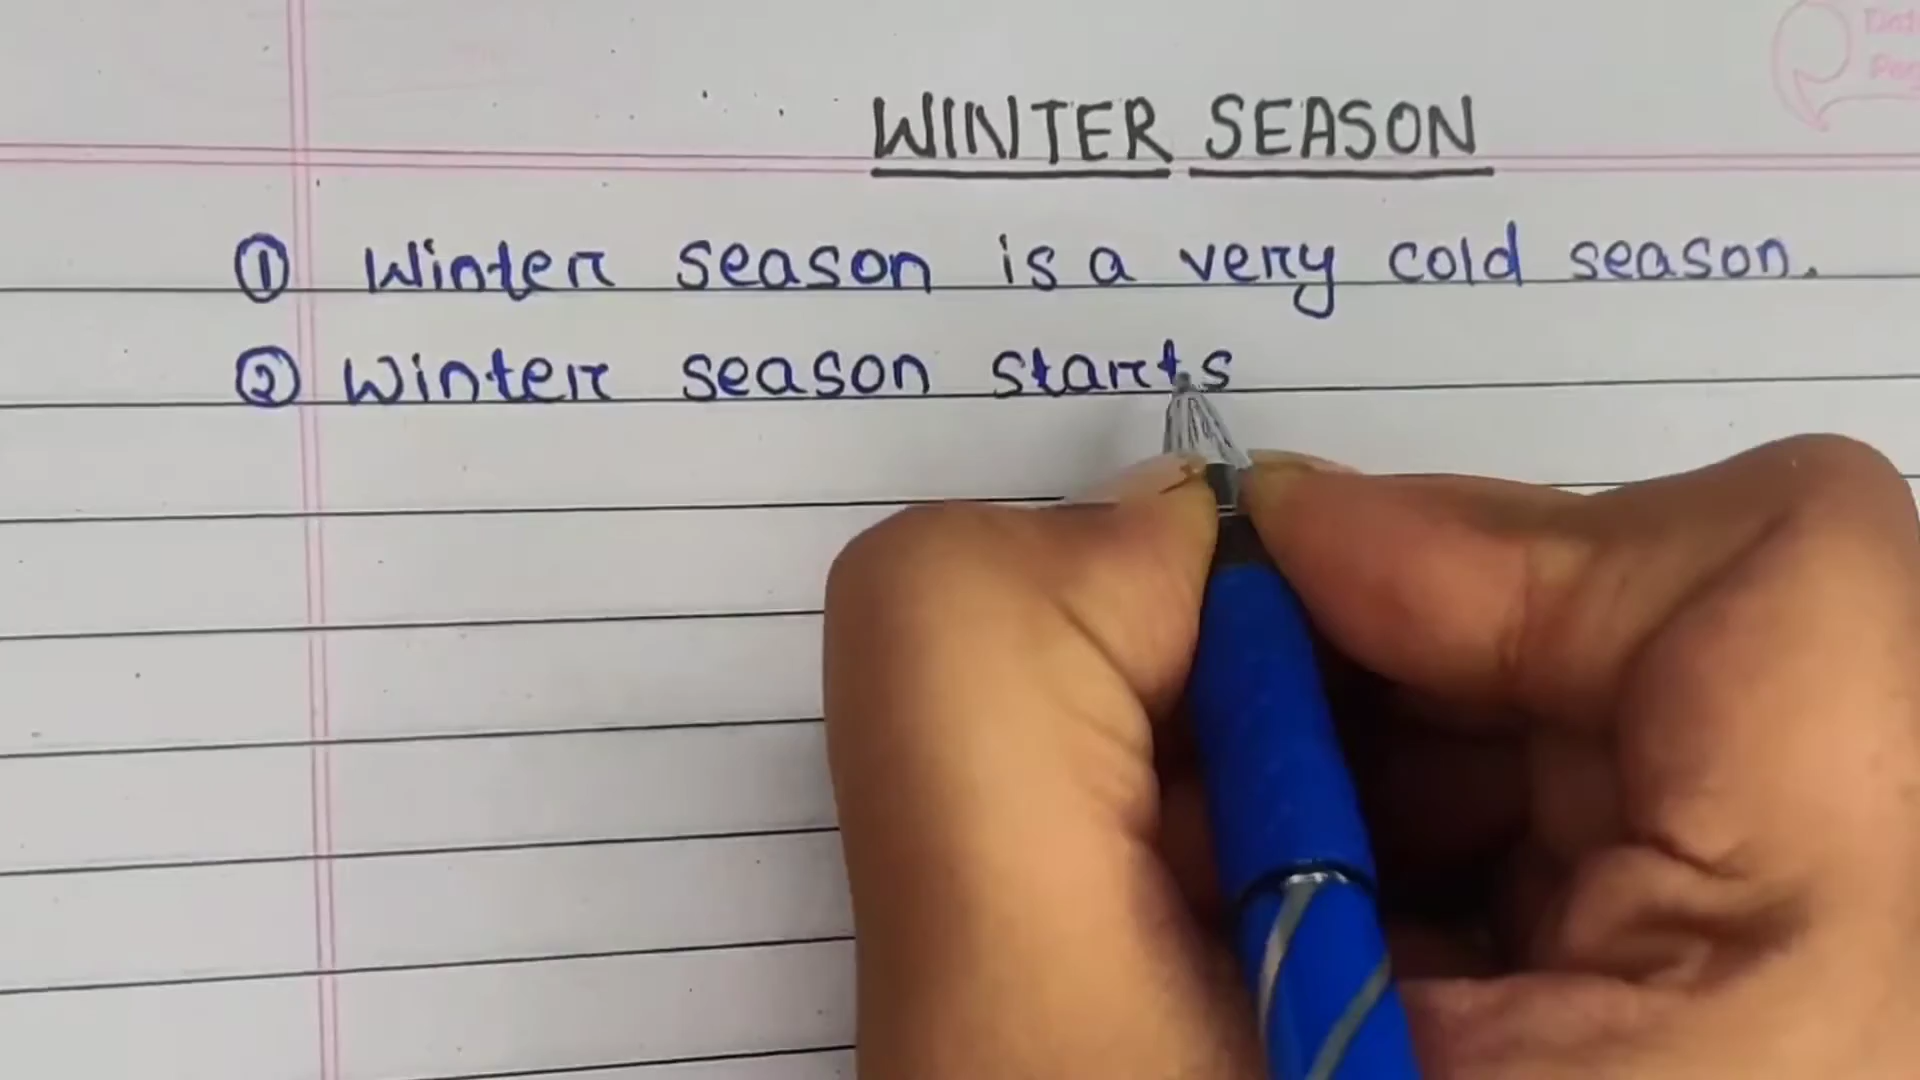 WINTER SEASON
① Winter season is a very cold season.
② Winter season starts